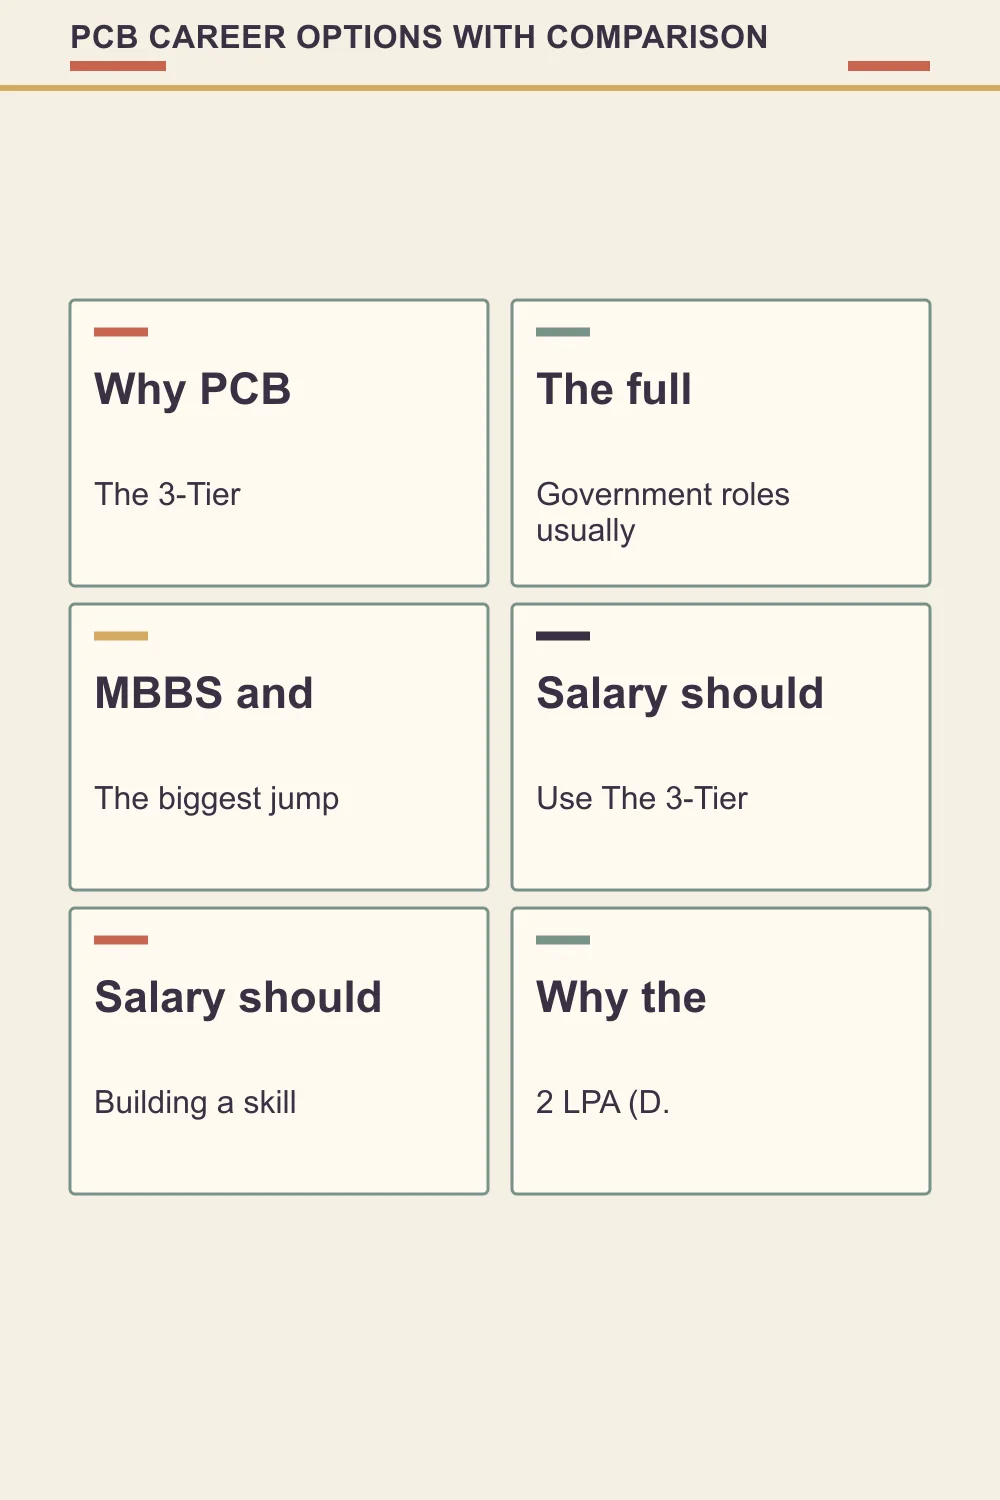 PCB CAREER OPTIONS WITH COMPARISON
Why PCB
The 3-Tier
The full
Government roles
usually
MBBS and
The biggest jump
Salary should
Use The 3-Tier
Salary should
Building a skill
Why the
2 LPA (D.